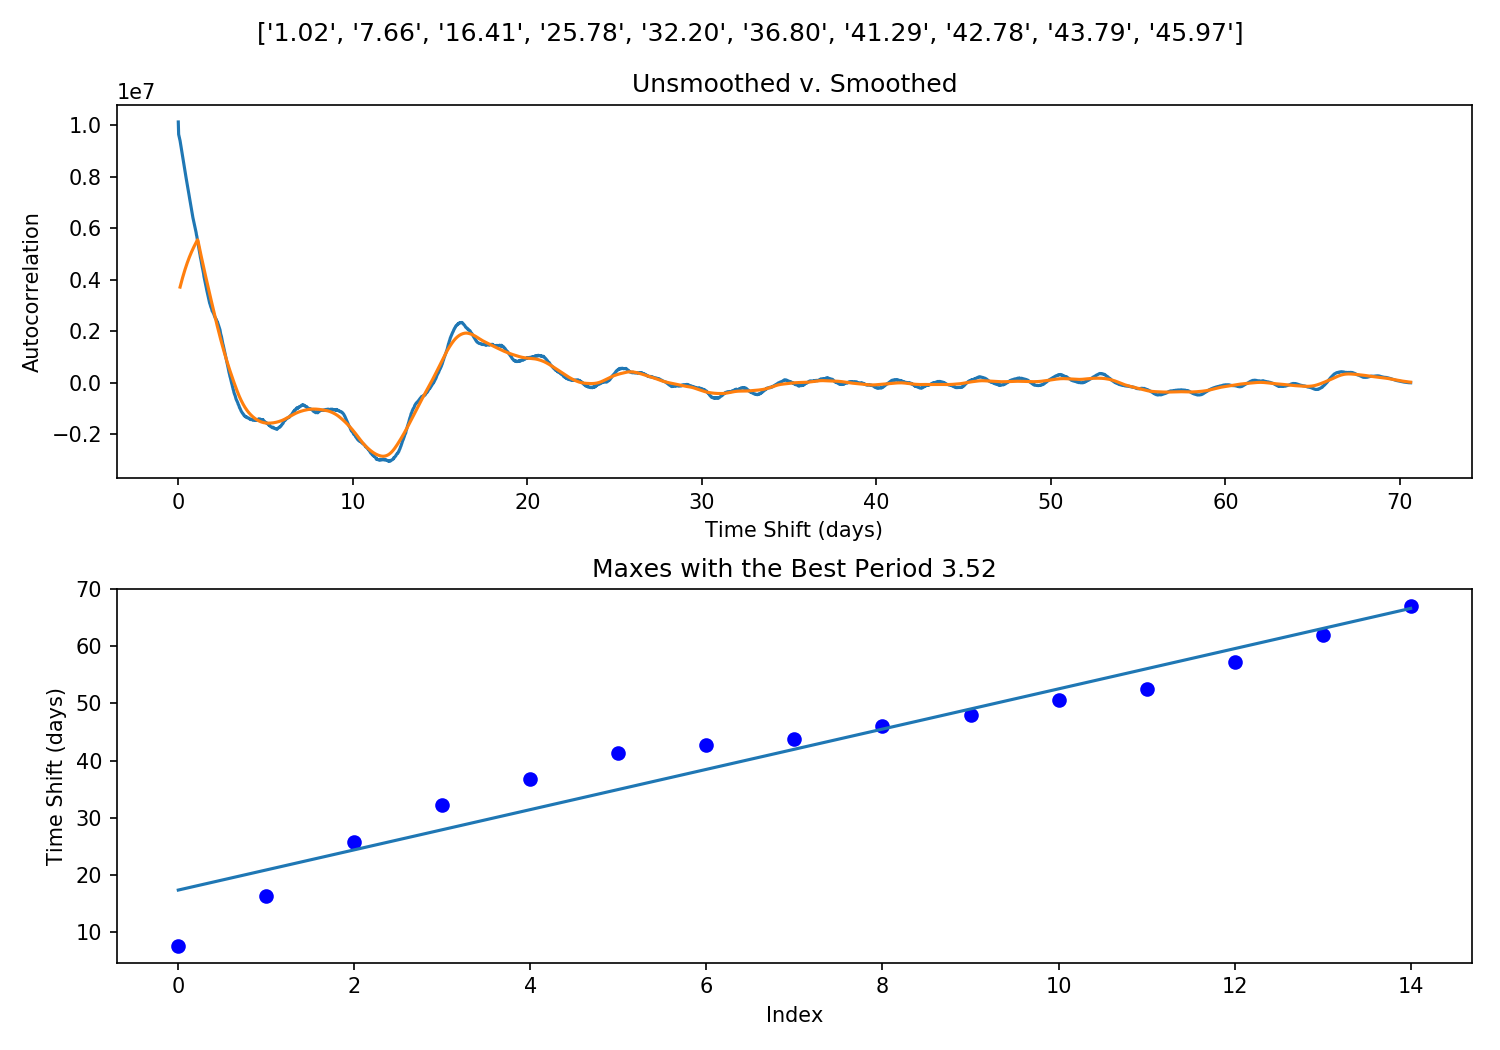 ['1.02', '7.66', '16.41', '25.78', '32.20', '36.80', '41.29', '42.78', '43.79', '45.97']
Unsmoothed v. Smoothed
1e7
1.0
0.8
0.6
0.4
0.2
0.0
−0.2
Autocorrelation
0 10 20 30 40 50 60 70
Time Shift (days)
Maxes with the Best Period 3.52
70
60
50
40
30
20
10
Time Shift (days)
0 2 4 6 8 10 12 14
Index